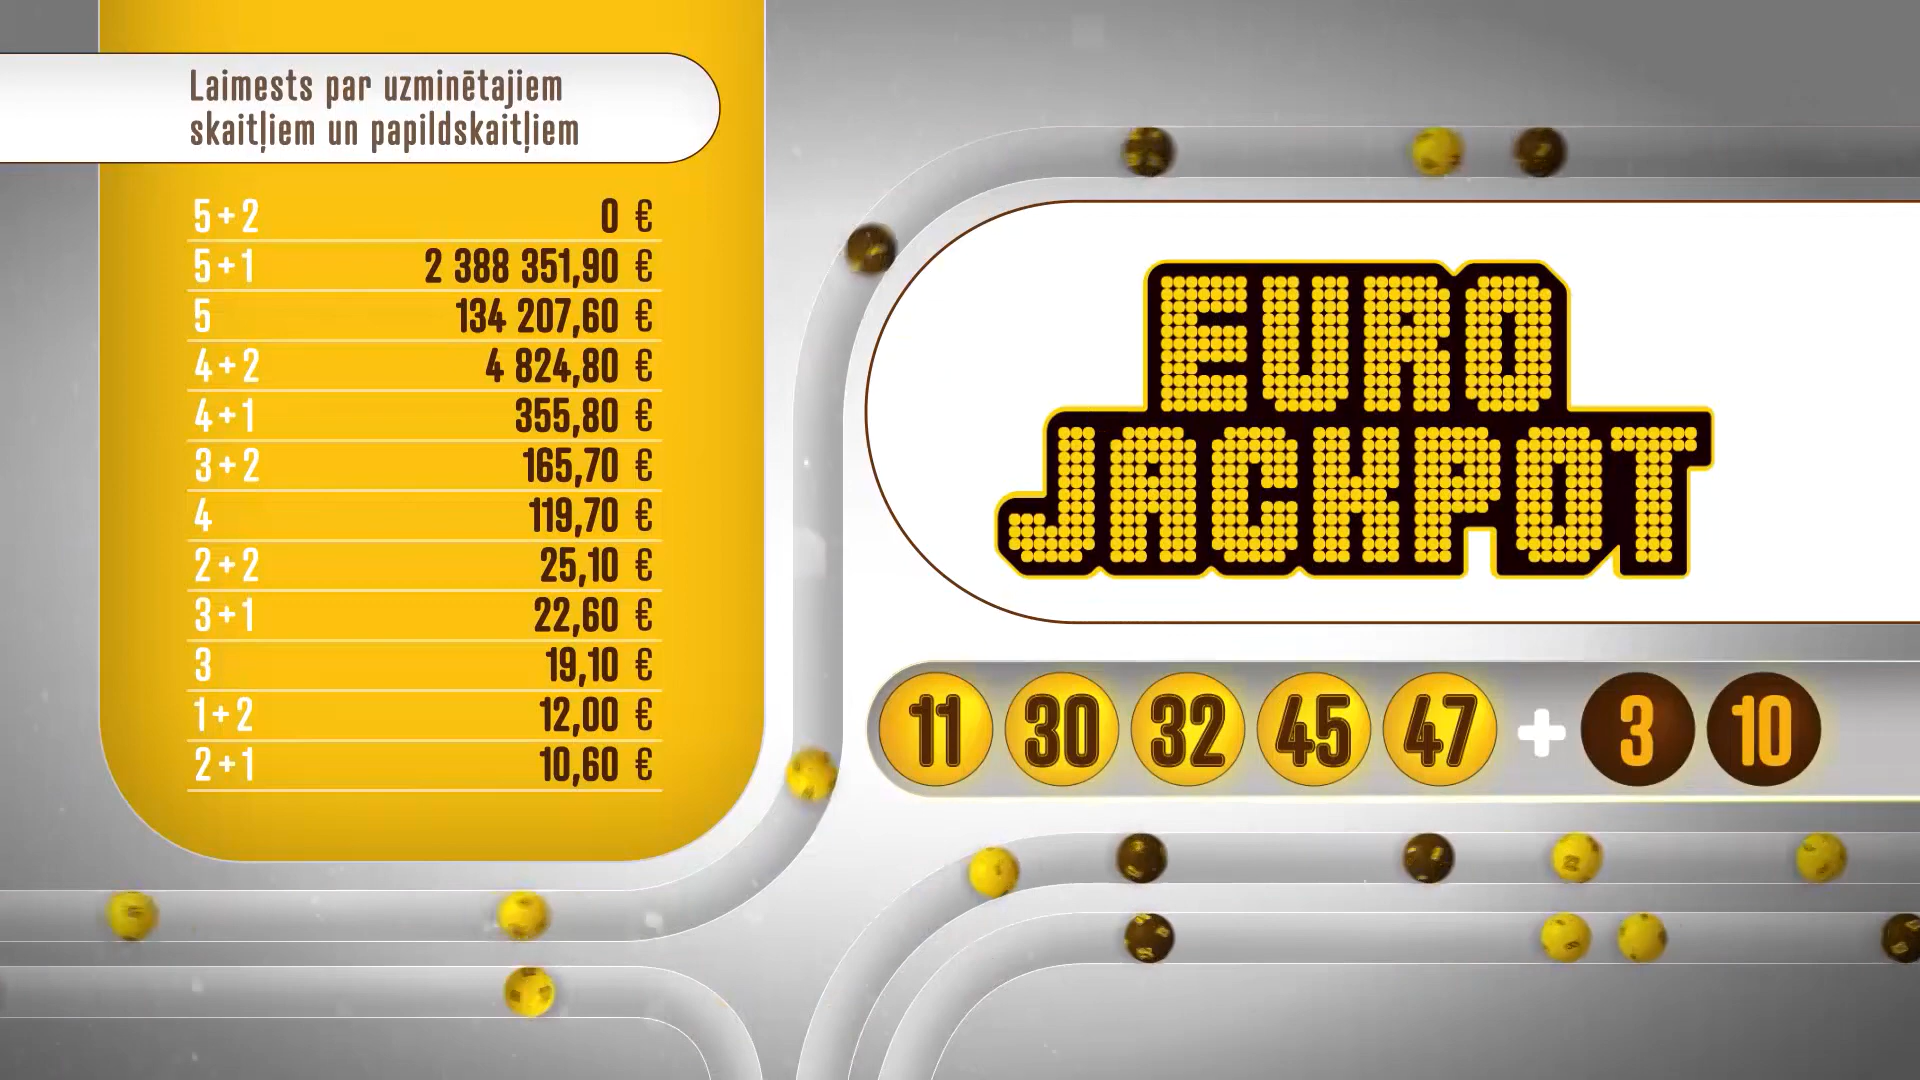 Laimests par uzminētajiem
skaitļiem un papildskaitļiem
5+2 0 €
5+1 2 388 351,90 €
5 134 207,60 €
4+2 4 824,80 €
4+1 355,80 €
3+2 165,70 €
4 119,70 €
2+2 25,10 €
3+1 22,60 €
3 19,10 €
1+2 12,00 €
2+1 10,60 €
EURO
JACKPOT
11 30 32 45 47 + 3 10